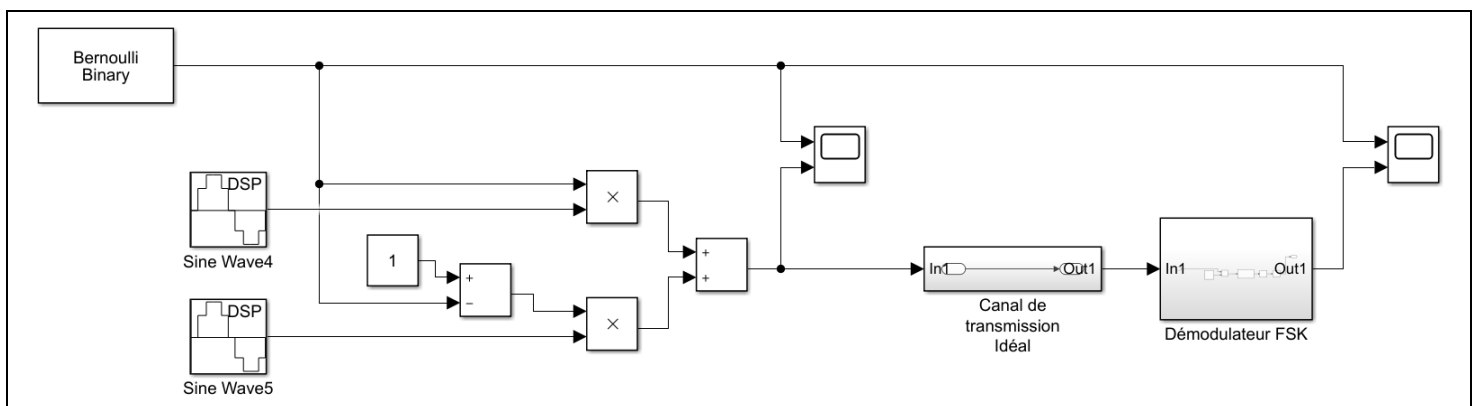 Bernoulli
Binary
DSP
Sine Wave4
×
1
+
−
+
+
In1 Out1
Canal de
transmission
Idéal
In1 Out1
Démodulateur FSK
DSP
×
Sine Wave5